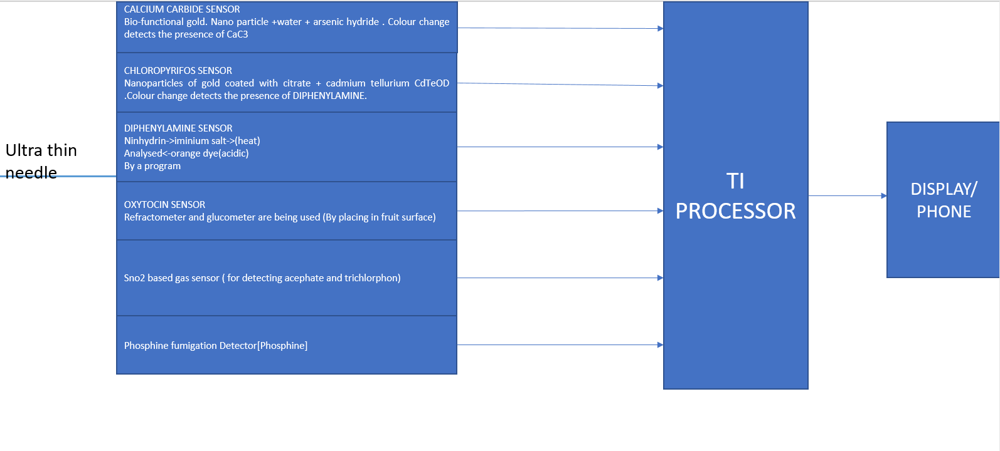 CALCIUM CARBIDE SENSOR
Bio-functional gold. Nano particle +water + arsenic hydride . Colour change
detects the presence of CaC3
CHLOROPYRIFOS SENSOR
Nanoparticles of gold coated with citrate + cadmium tellurium CdTeOD
.Colour change detects the presence of DIPHENYLAMINE.
DIPHENYLAMINE SENSOR
Ninhydrin->iminium salt->(heat)
Analysed<-orange dye(acidic)
By a program
Ultra thin
needle
OXYTOCIN SENSOR
Refractometer and glucometer are being used (By placing in fruit surface)
Sno2 based gas sensor ( for detecting acephate and trichlorphon)
Phosphine fumigation Detector[Phosphine]
TI
PROCESSOR
DISPLAY/
PHONE